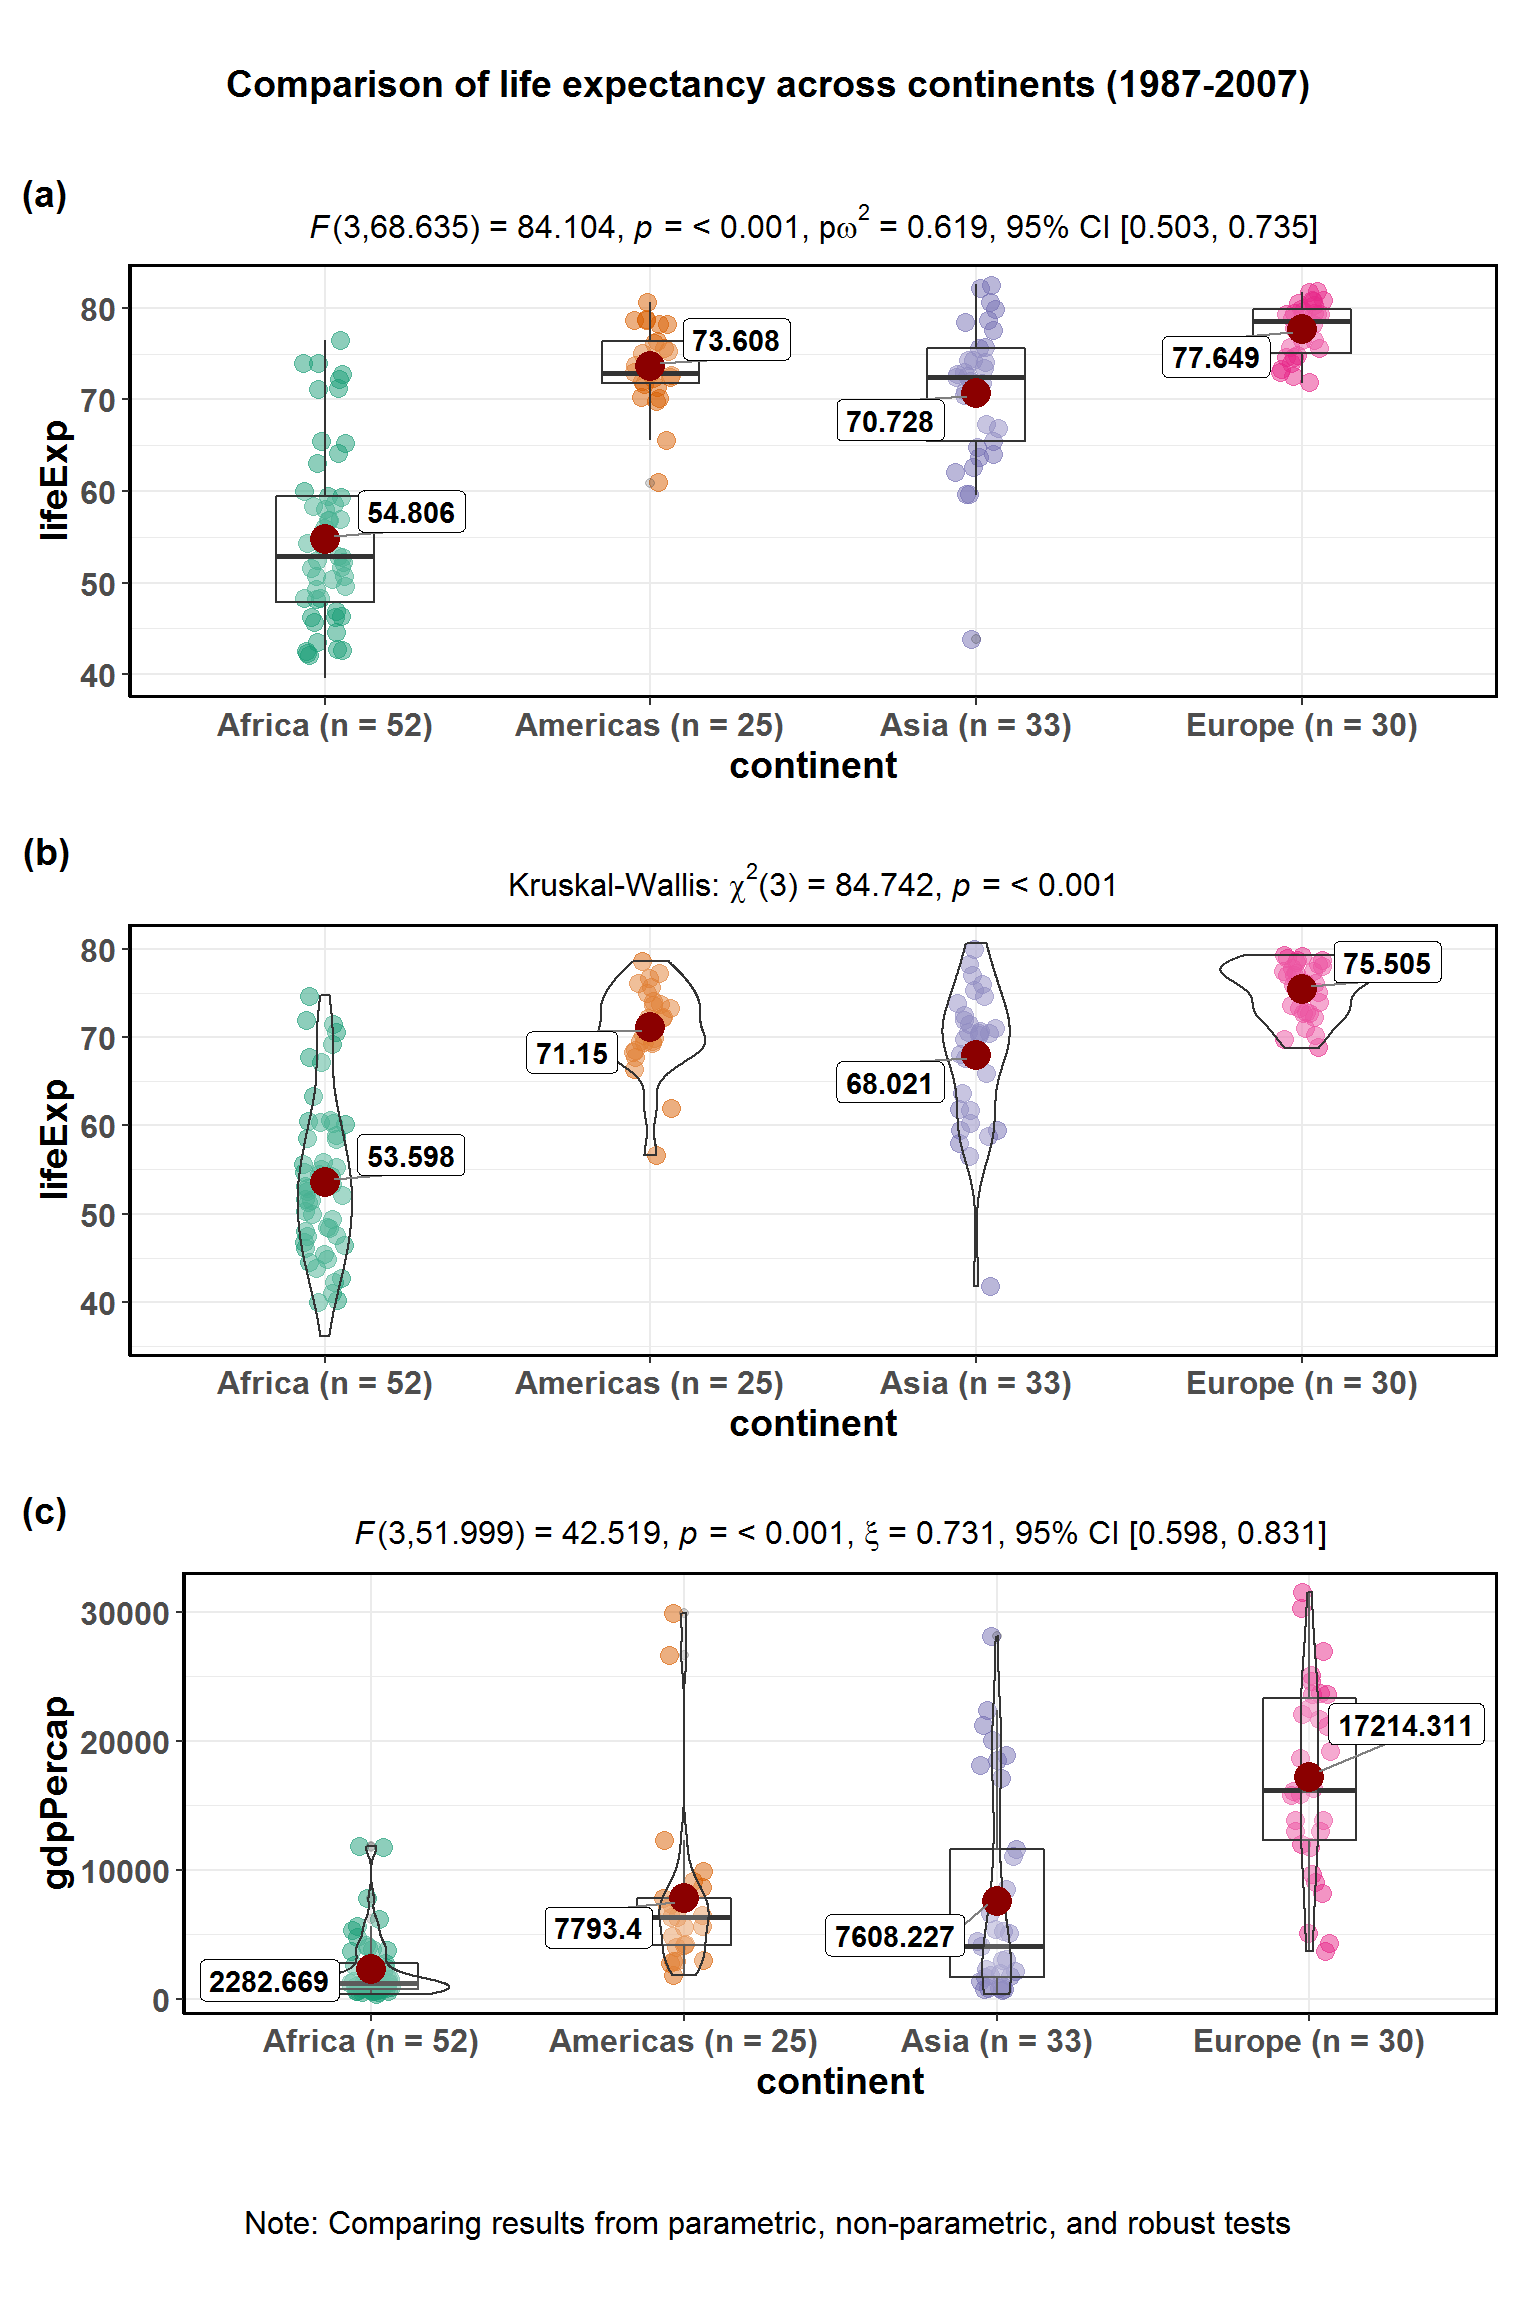 Comparison of life expectancy across continents (1987-2007)
(a)
F(3,68.635) = 84.104, p = < 0.001, pω² = 0.619, 95% CI [0.503, 0.735]
lifeExp
80
70
60
50
40
54.806
73.608
70.728
77.649
Africa (n = 52) Americas (n = 25) Asia (n = 33) Europe (n = 30)
continent
(b)
Kruskal-Wallis: χ²(3) = 84.742, p = < 0.001
lifeExp
80
70
60
50
40
53.598
71.15
68.021
75.505
Africa (n = 52) Americas (n = 25) Asia (n = 33) Europe (n = 30)
continent
(c)
F(3,51.999) = 42.519, p = < 0.001, ξ = 0.731, 95% CI [0.598, 0.831]
gdpPercap
30000
20000
10000
0
2282.669
7793.4
7608.227
17214.311
Africa (n = 52) Americas (n = 25) Asia (n = 33) Europe (n = 30)
continent
Note: Comparing results from parametric, non-parametric, and robust tests